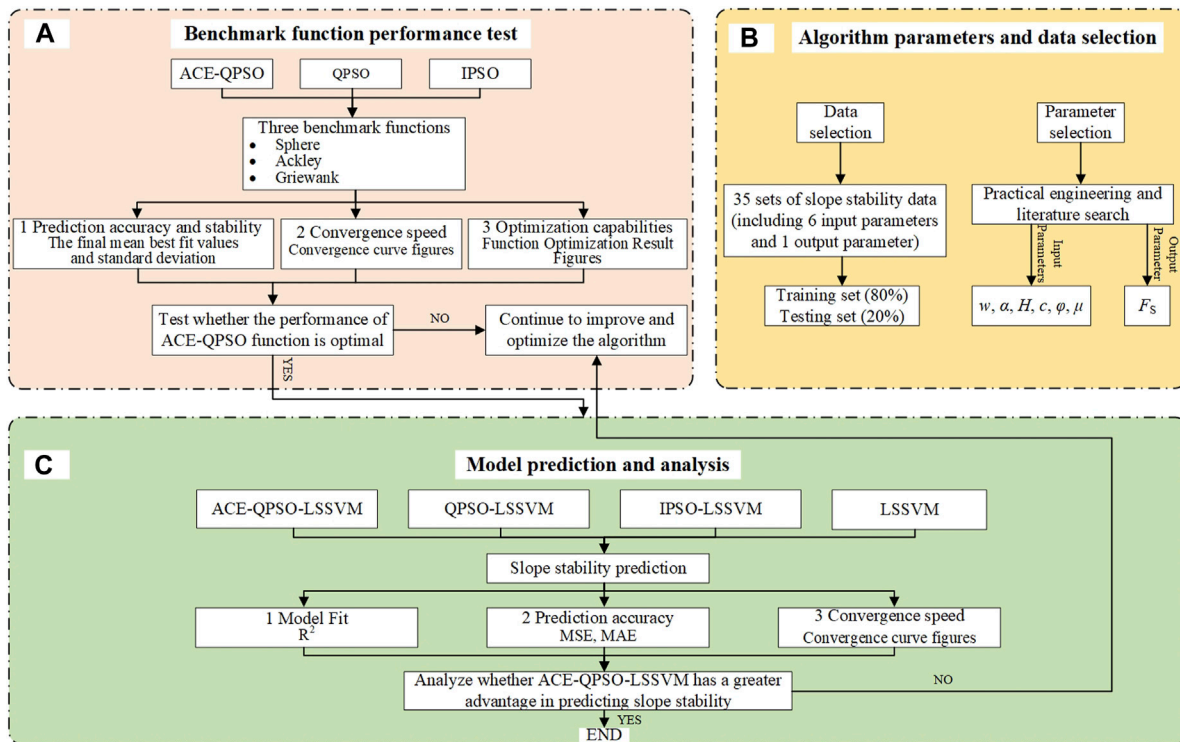 A
Benchmark function performance test
ACE-QPSO
QPSO
IPSO
Three benchmark functions
• Sphere
• Ackley
• Griewank
1 Prediction accuracy and stability
The final mean best fit values
and standard deviation
2 Convergence speed
Convergence curve figures
3 Optimization capabilities
Function Optimization Result
Figures
Test whether the performance of
ACE-QPSO function is optimal
NO
Continue to improve and
optimize the algorithm
YES
B
Algorithm parameters and data selection
Data
selection
35 sets of slope stability data
(including 6 input parameters
and 1 output parameter)
Training set (80%)
Testing set (20%)
Parameter
selection
Practical engineering and
literature search
Input
Parameters
Output
Parameter
w, α, H, c, φ, μ
F_S
C
Model prediction and analysis
ACE-QPSO-LSSVM
QPSO-LSSVM
IPSO-LSSVM
LSSVM
Slope stability prediction
1 Model Fit
R²
2 Prediction accuracy
MSE, MAE
3 Convergence speed
Convergence curve figures
Analyze whether ACE-QPSO-LSSVM has a greater
advantage in predicting slope stability
NO
YES
END